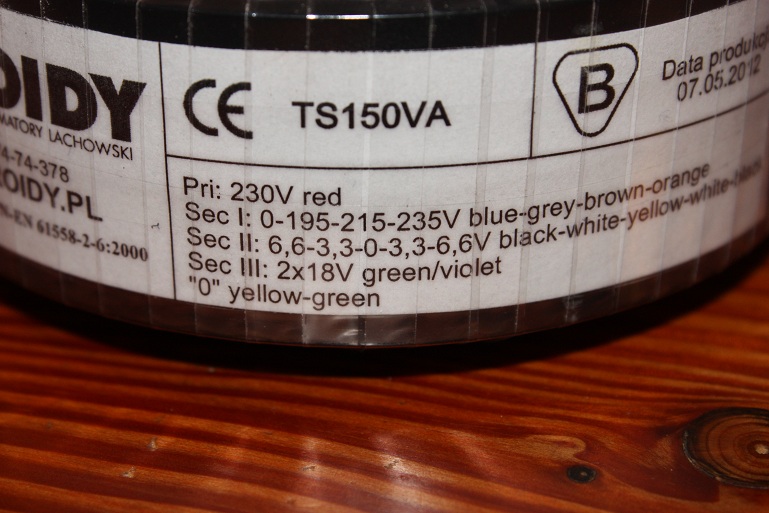 OIDY
MATORY LACHOWSKI
4-74-378
OIDY.PL
N-EN 61558-2-6:2000
CE
TS150VA
B
Data produkcji
07.05.2012
Pri: 230V red
Sec I: 0-195-215-235V blue-grey-brown-orange
Sec II: 6,6-3,3-0-3,3-6,6V black-white-yellow-white-black
Sec III: 2x18V green/violet
"0" yellow-green